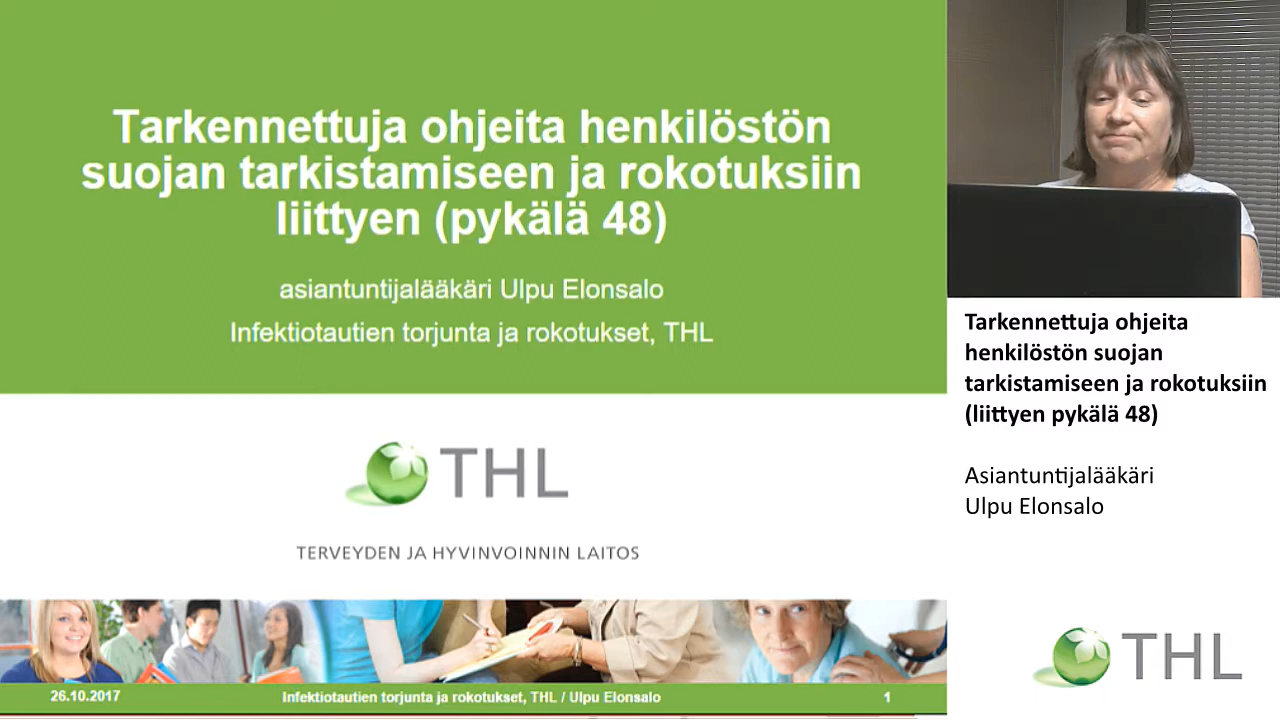 Tarkennettuja ohjeita henkilöstön
suojan tarkistamiseen ja rokotuksiin
liittyen (pykälä 48)
asiantuntijalääkäri Ulpu Elonsalo
Infektiotautien torjunta ja rokotukset, THL
THL
TERVEYDEN JA HYVINVOINNIN LAITOS
26.10.2017
Infektiotautien torjunta ja rokotukset, THL / Ulpu Elonsalo
1
Tarkennettuja ohjeita
henkilöstön suojan
tarkistamiseen ja rokotuksiin
(liittyen pykälä 48)
Asiantuntijalääkäri
Ulpu Elonsalo
THL